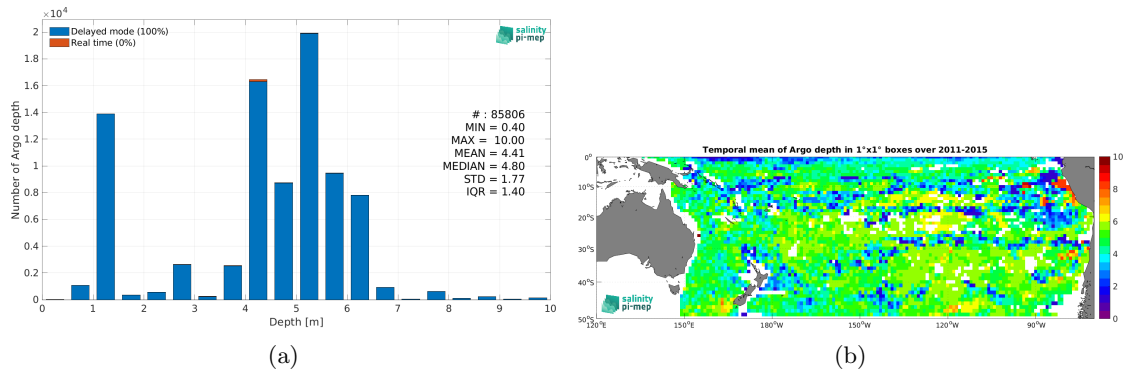 ×10⁴
Delayed mode (100%)
Real time (0%)
salinity
pi-mep
2
1.8
1.6
1.4
1.2
1
0.8
0.6
0.4
0.2
0
Number of Argo depth
# : 85806
MIN = 0.40
MAX = 10.00
MEAN = 4.41
MEDIAN = 4.80
STD = 1.77
IQR = 1.40
0 1 2 3 4 5 6 7 8 9 10
Depth [m]
(a)
Temporal mean of Argo depth in 1°x1° boxes over 2011-2015
0°
10°S
20°S
30°S
40°S
50°S
120°E 150°E 180°W 150°W 120°W 90°W
salinity
pi-mep
10
8
6
4
2
0
(b)